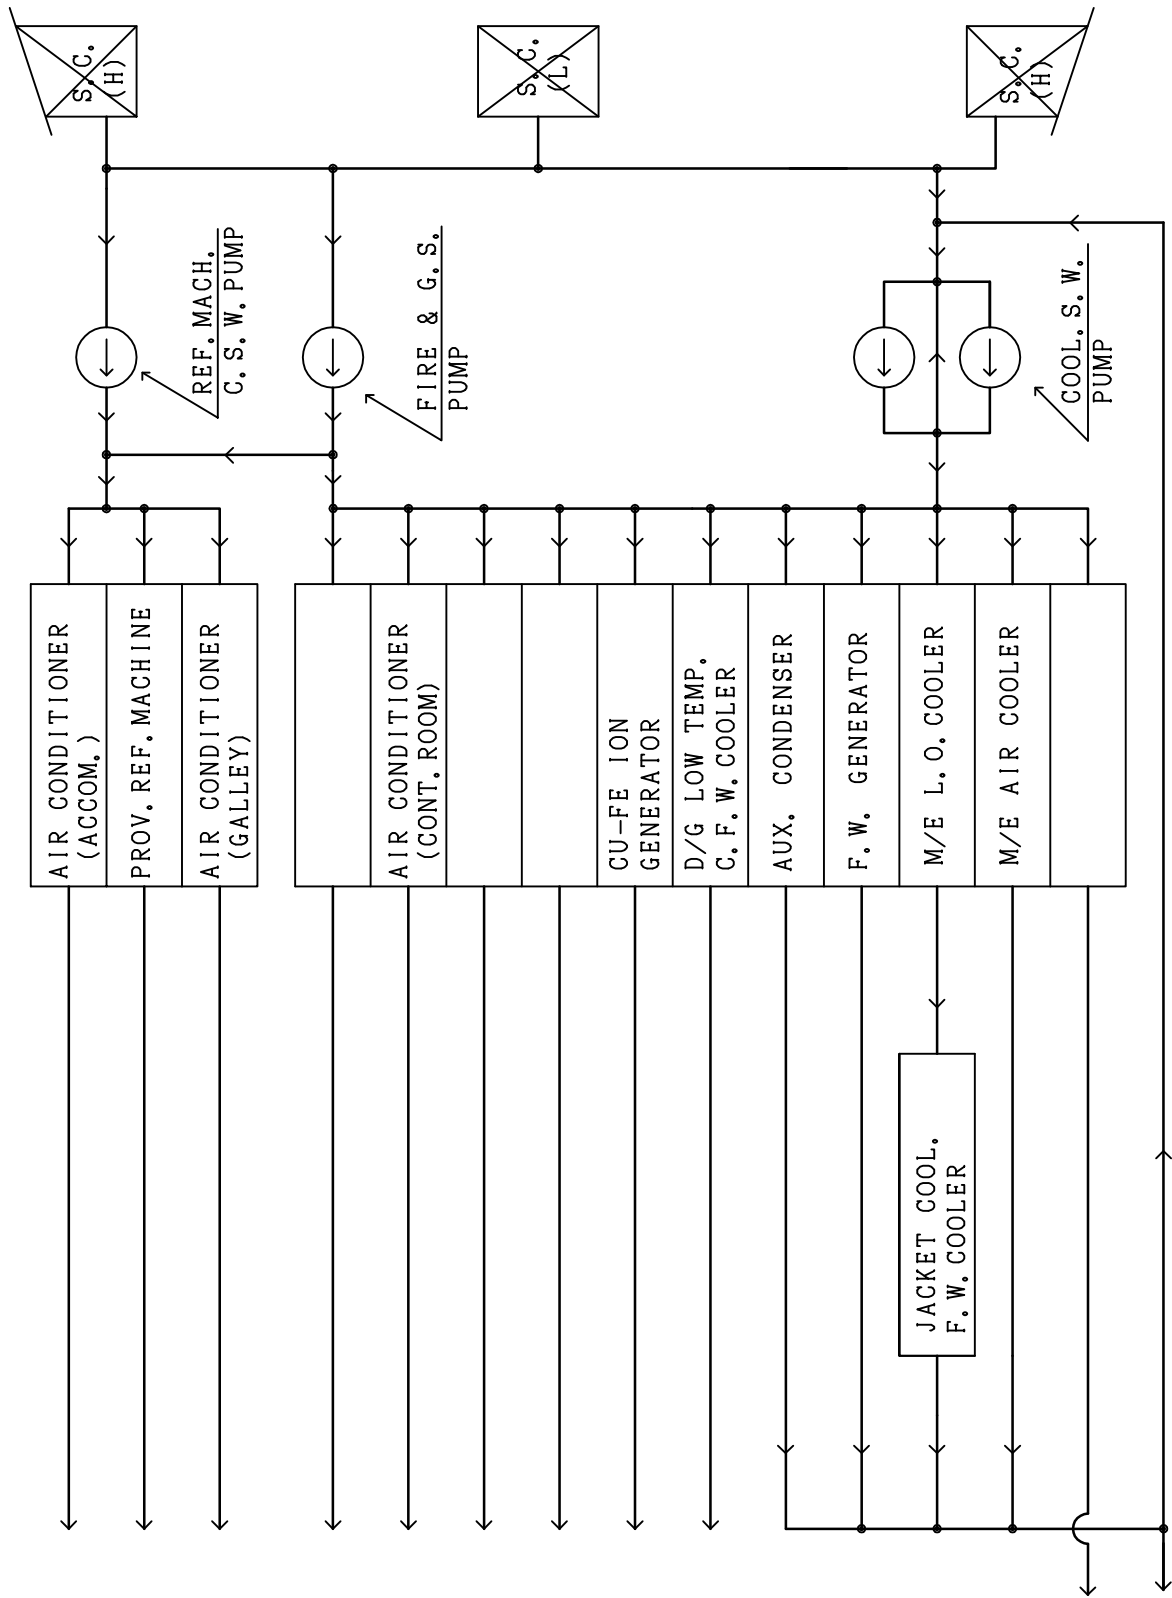 S.C.
(H)
S.C.
(L)
S.C.
(H)
REF.MACH.
C.S.W.PUMP
FIRE & G.S.
PUMP
COOL.S.W.
PUMP
AIR CONDITIONER
(ACCOM.)
PROV.REF.MACHINE
AIR CONDITIONER
(GALLEY)
AIR CONDITIONER
(CONT.ROOM)
CU-FE ION
GENERATOR
D/G LOW TEMP.
C.F.W.COOLER
AUX. CONDENSER
F.W. GENERATOR
M/E L.O.COOLER
M/E AIR COOLER
JACKET COOL.
F.W.COOLER